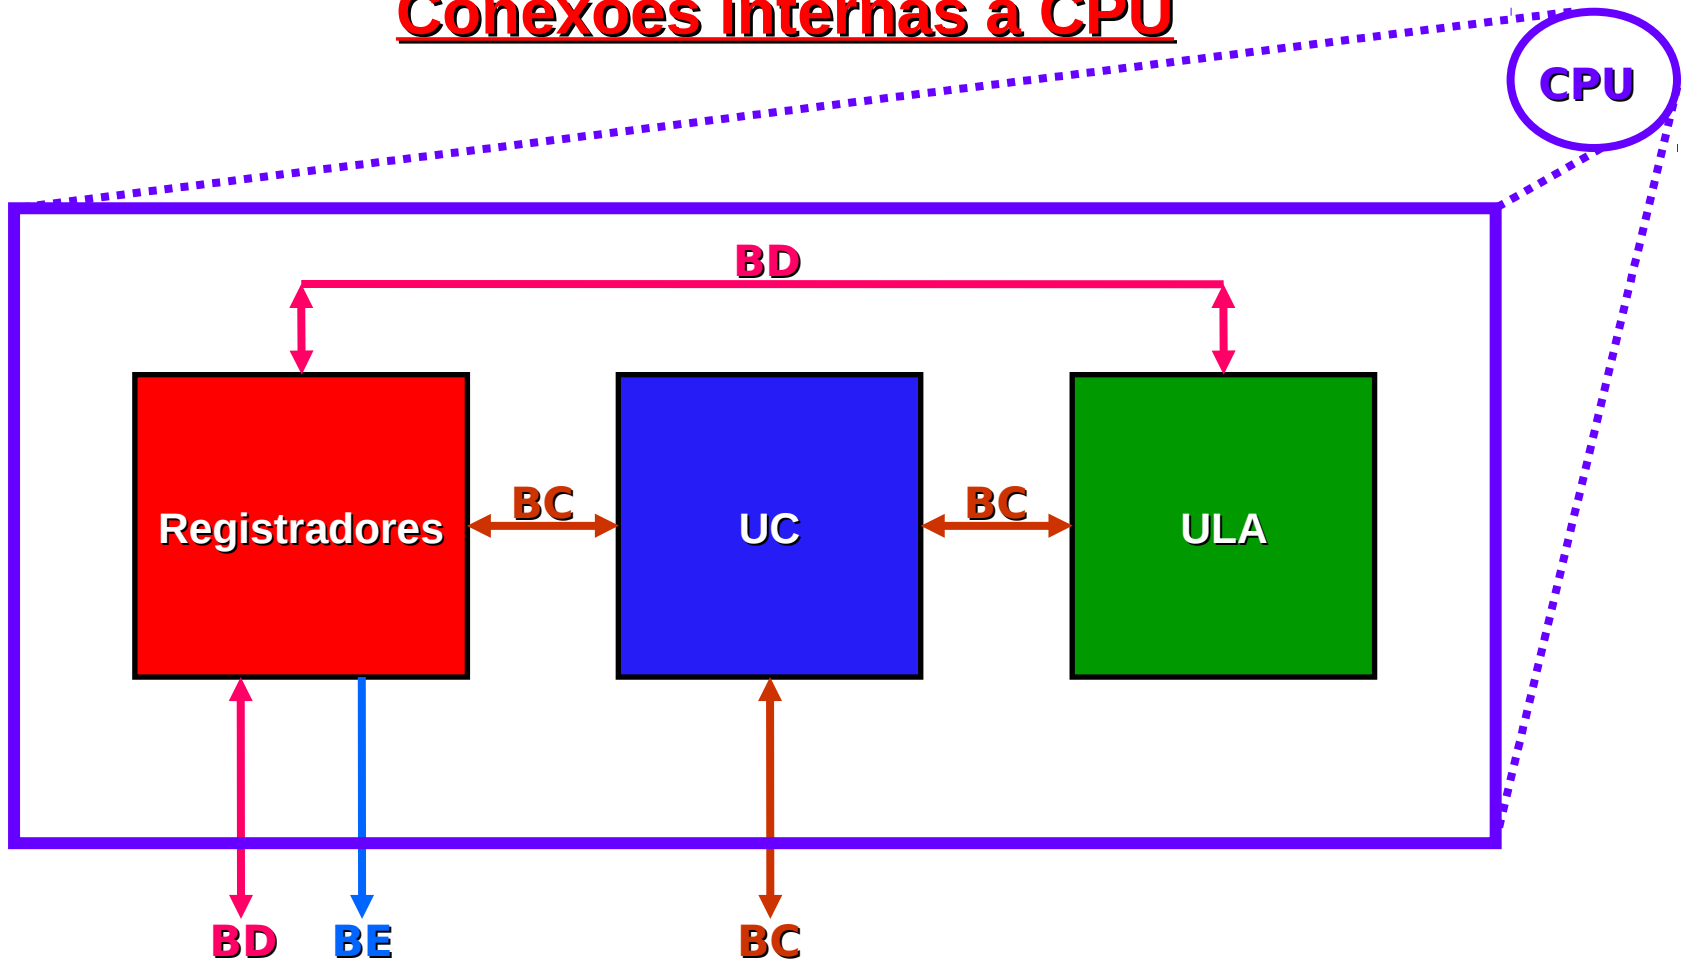 Conexões internas à CPU
CPU
BD
BC
BC
Registradores
UC
ULA
BD
BE
BC